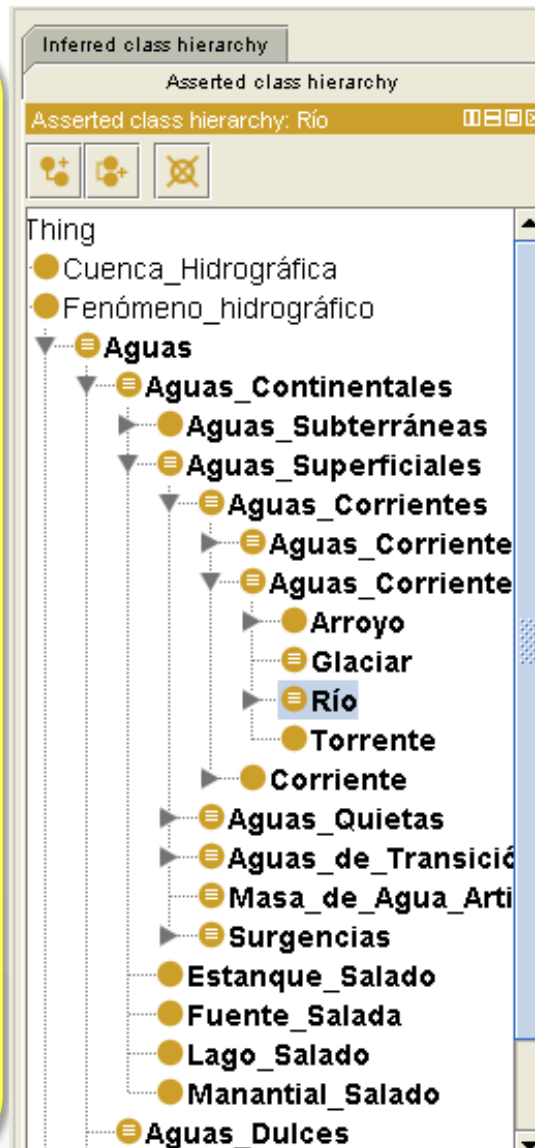 Inferred class hierarchy
Asserted class hierarchy
Asserted class hierarchy: Río
Thing
Cuenca_Hidrográfica
Fenómeno_hidrográfico
Aguas
Aguas_Continentales
Aguas_Subterráneas
Aguas_Superficiales
Aguas_Corrientes
Aguas_Corriente
Aguas_Corriente
Arroyo
Glaciar
Río
Torrente
Corriente
Aguas_Quietas
Aguas_de_Transició
Masa_de_Agua_Arti
Surgencias
Estanque_Salado
Fuente_Salada
Lago_Salado
Manantial_Salado
Aguas_Dulces